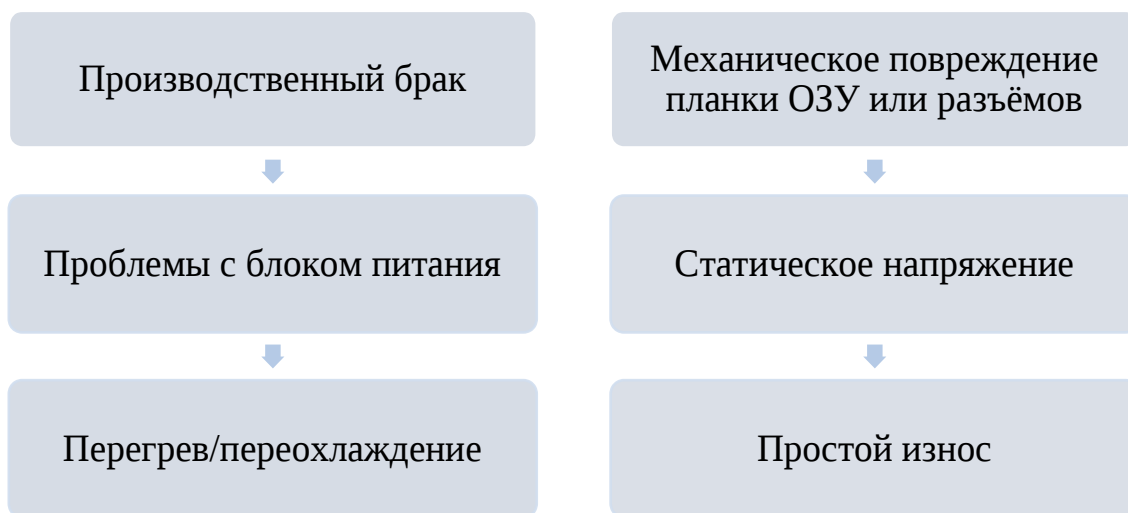 Производственный брак
Проблемы с блоком питания
Перегрев/переохлаждение
Механическое повреждение
планки ОЗУ или разъёмов
Статическое напряжение
Простой износ